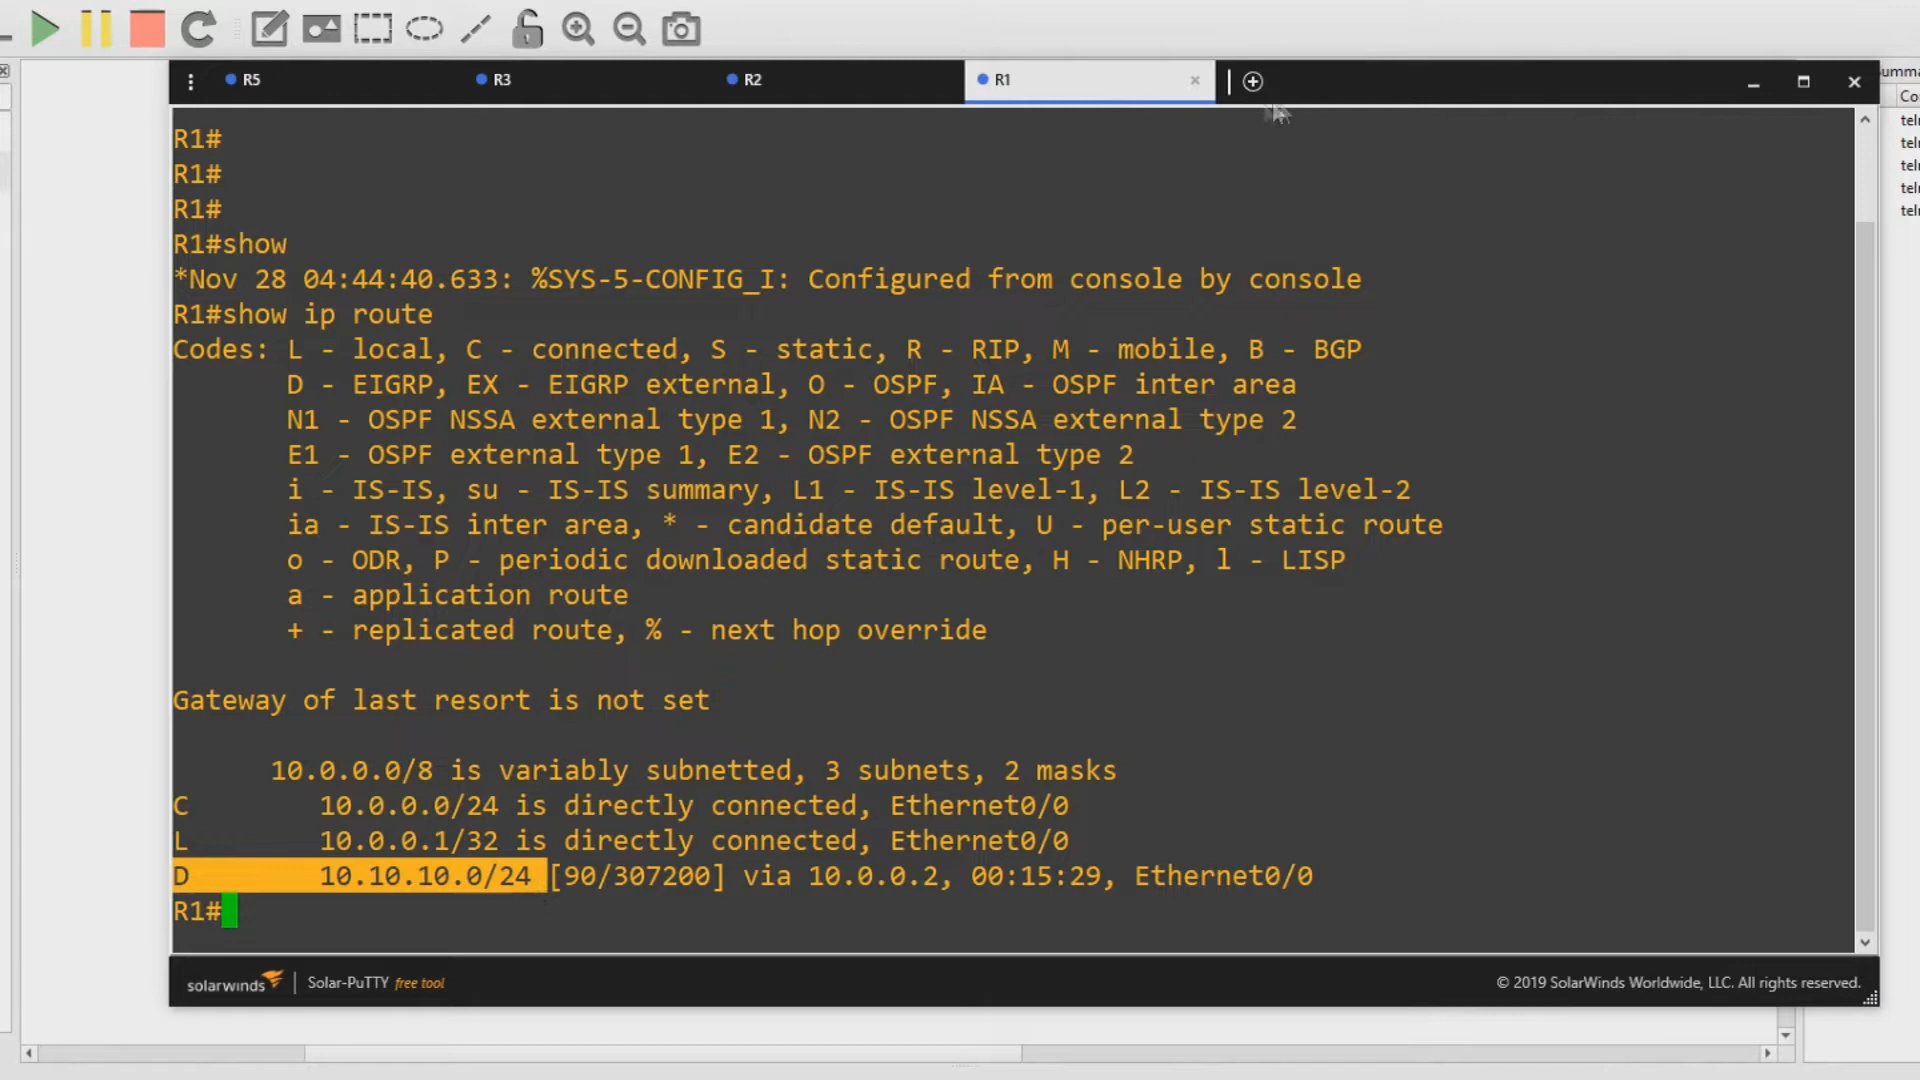 R5 R3 R2 R1
Summa
Co
teln
teln
teln
teln
teln
R1#
R1#
R1#
R1#show
*Nov 28 04:44:40.633: %SYS-5-CONFIG_I: Configured from console by console
R1#show ip route
Codes: L - local, C - connected, S - static, R - RIP, M - mobile, B - BGP
D - EIGRP, EX - EIGRP external, O - OSPF, IA - OSPF inter area
N1 - OSPF NSSA external type 1, N2 - OSPF NSSA external type 2
E1 - OSPF external type 1, E2 - OSPF external type 2
i - IS-IS, su - IS-IS summary, L1 - IS-IS level-1, L2 - IS-IS level-2
ia - IS-IS inter area, * - candidate default, U - per-user static route
o - ODR, P - periodic downloaded static route, H - NHRP, l - LISP
a - application route
+ - replicated route, % - next hop override
Gateway of last resort is not set
10.0.0.0/8 is variably subnetted, 3 subnets, 2 masks
C 10.0.0.0/24 is directly connected, Ethernet0/0
L 10.0.0.1/32 is directly connected, Ethernet0/0
D 10.10.10.0/24 [90/307200] via 10.0.0.2, 00:15:29, Ethernet0/0
R1#
solarwinds | Solar-PuTTY free tool
© 2019 SolarWinds Worldwide, LLC. All rights reserved.